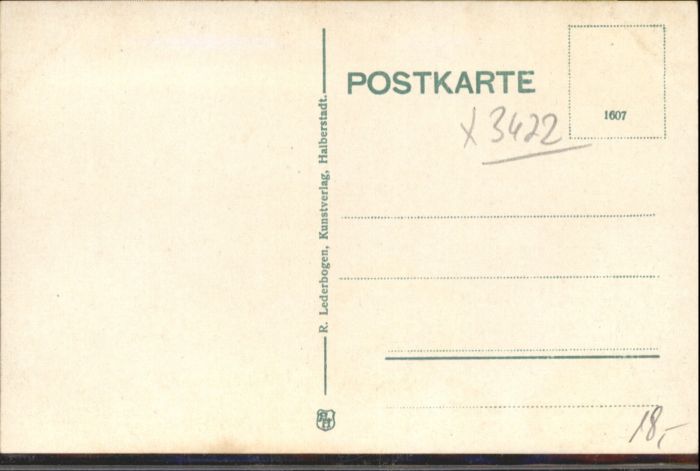 POSTKARTE
1607
x 3422
R. Lederbogen, Kunstverlag, Halberstadt.
18,-